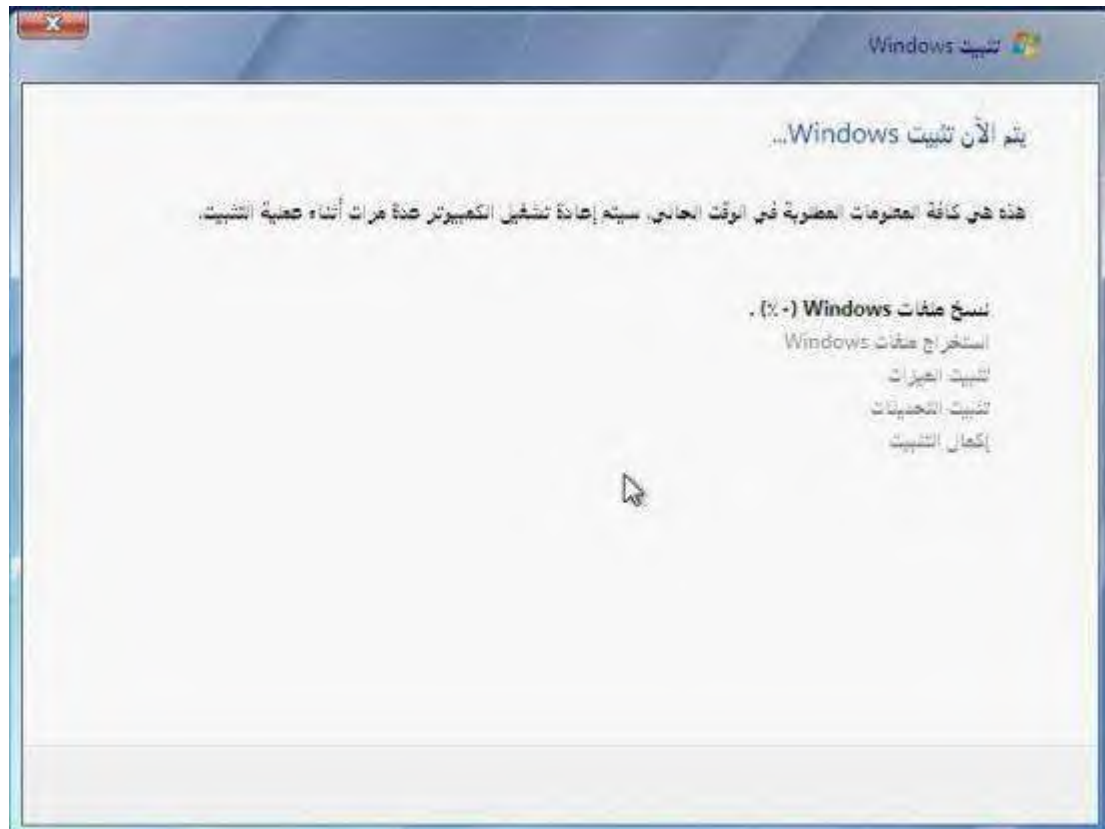 تثبيت Windows
يتم الآن تثبيت Windows...
هذه هي كافة المعلومات المطلوبة في الوقت الحالي. سيتم إعادة تشغيل الكمبيوتر عدة مرات أثناء عملية التثبيت.
نسخ ملفات Windows (٠٪) .
استخراج ملفات Windows
تثبيت الميزات
تثبيت التحديثات
إكمال التثبيت